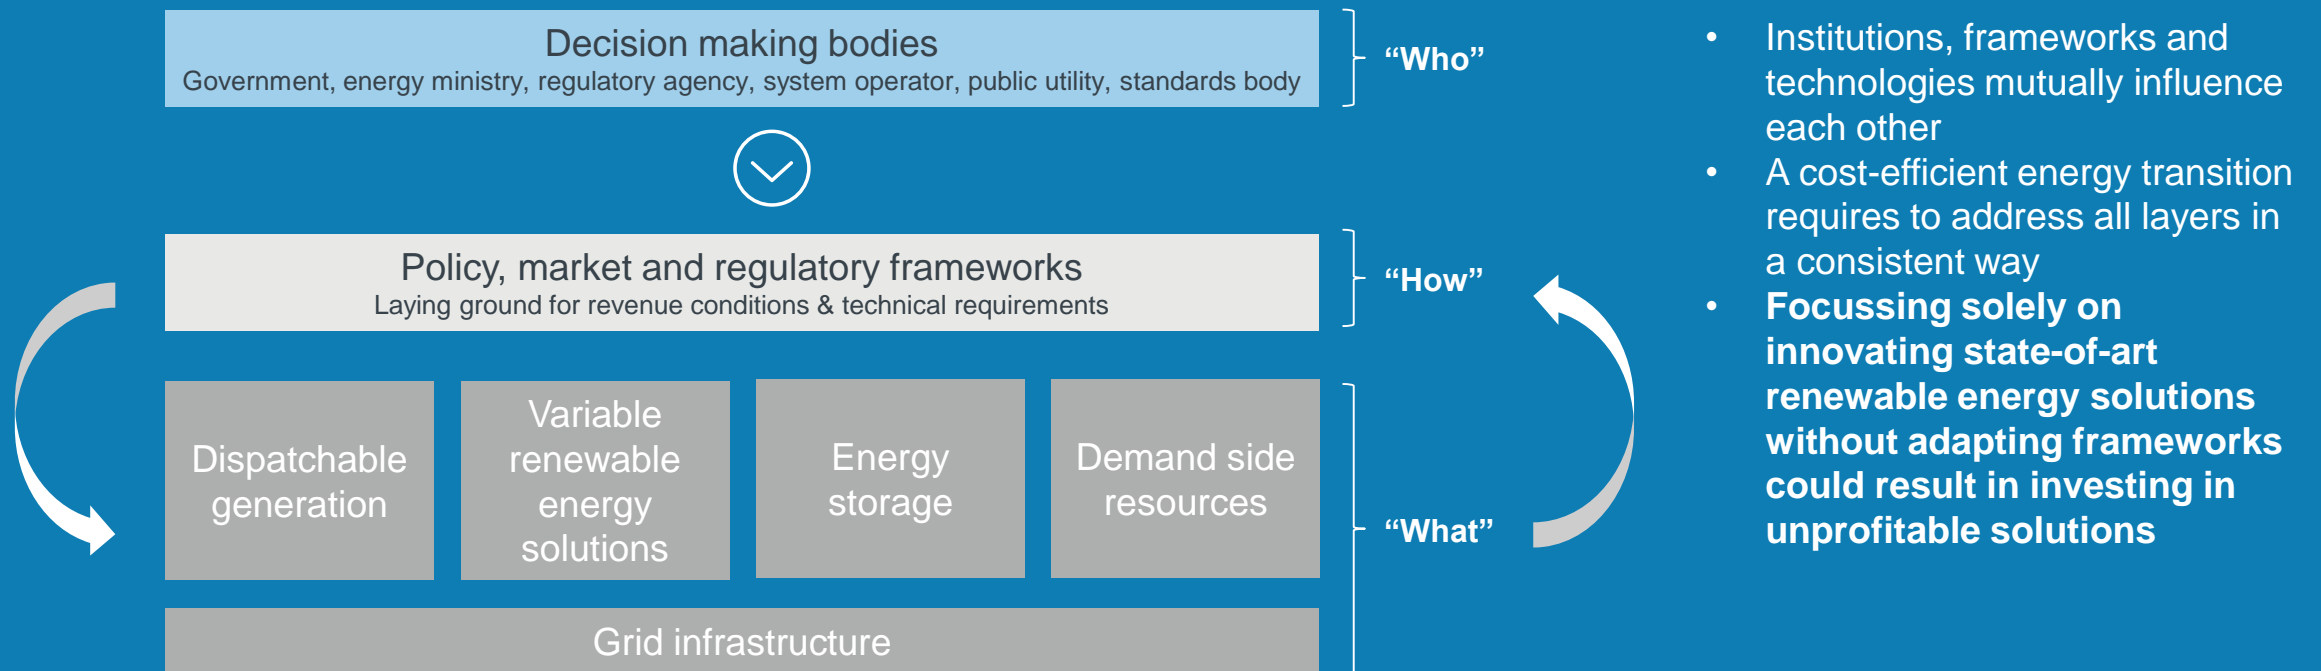 Decision making bodies
Government, energy ministry, regulatory agency, system operator, public utility, standards body
“Who”
Policy, market and regulatory frameworks
Laying ground for revenue conditions & technical requirements
“How”
Dispatchable
generation
Variable
renewable
energy
solutions
Energy
storage
Demand side
resources
“What”
Grid infrastructure
• Institutions, frameworks and
technologies mutually influence
each other
• A cost-efficient energy transition
requires to address all layers in
a consistent way
• Focussing solely on
innovating state-of-art
renewable energy solutions
without adapting frameworks
could result in investing in
unprofitable solutions